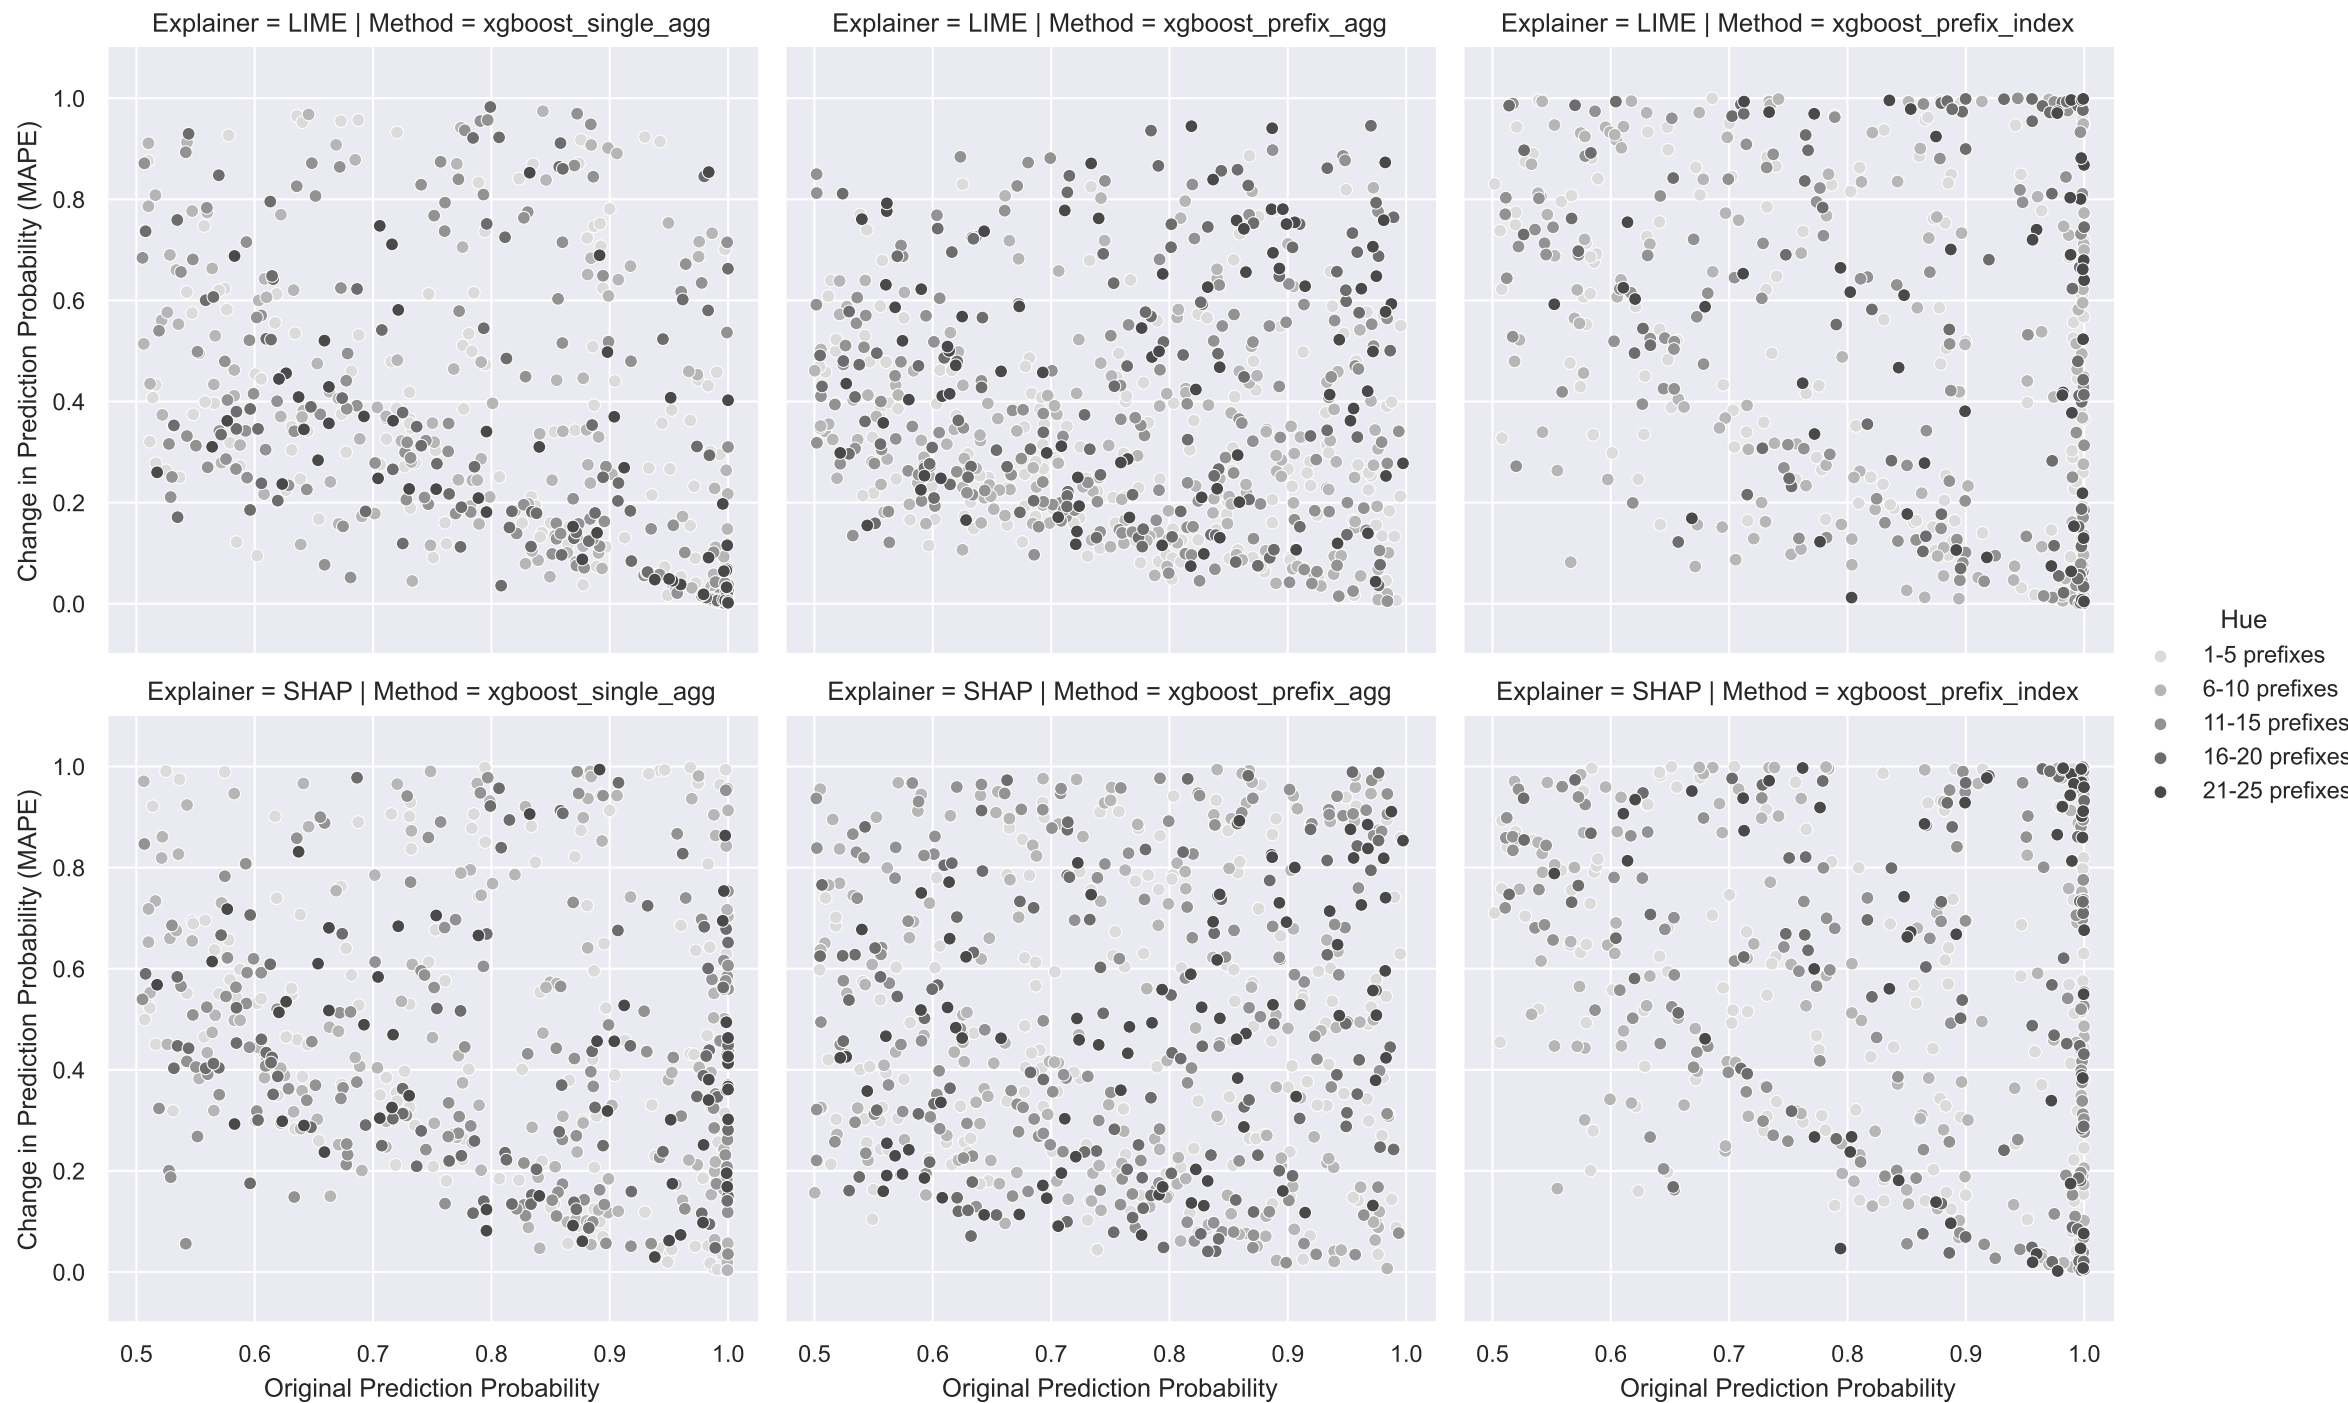 Explainer = LIME | Method = xgboost_single_agg
Explainer = LIME | Method = xgboost_prefix_agg
Explainer = LIME | Method = xgboost_prefix_index
Change in Prediction Probability (MAPE)
1.0
0.8
0.6
0.4
0.2
0.0
Hue
1-5 prefixes
6-10 prefixes
11-15 prefixes
16-20 prefixes
21-25 prefixes
Explainer = SHAP | Method = xgboost_single_agg
Explainer = SHAP | Method = xgboost_prefix_agg
Explainer = SHAP | Method = xgboost_prefix_index
Change in Prediction Probability (MAPE)
1.0
0.8
0.6
0.4
0.2
0.0
0.5 0.6 0.7 0.8 0.9 1.0
0.5 0.6 0.7 0.8 0.9 1.0
0.5 0.6 0.7 0.8 0.9 1.0
Original Prediction Probability
Original Prediction Probability
Original Prediction Probability